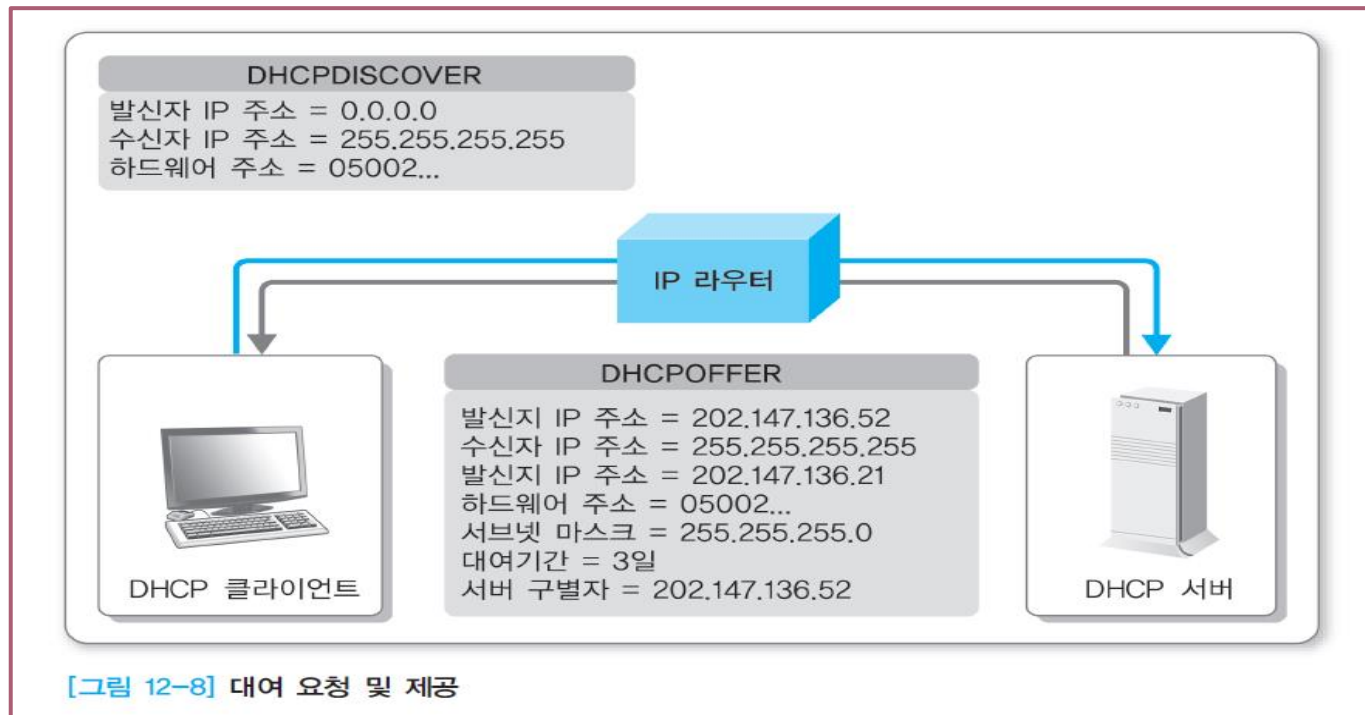 DHCPDISCOVER
발신자 IP 주소 = 0.0.0.0
수신자 IP 주소 = 255.255.255.255
하드웨어 주소 = 05002...
IP 라우터
DHCPOFFER
발신지 IP 주소 = 202.147.136.52
수신자 IP 주소 = 255.255.255.255
발신지 IP 주소 = 202.147.136.21
하드웨어 주소 = 05002...
서브넷 마스크 = 255.255.255.0
대여기간 = 3일
서버 구별자 = 202.147.136.52
DHCP 클라이언트
DHCP 서버
[그림 12-8] 대여 요청 및 제공